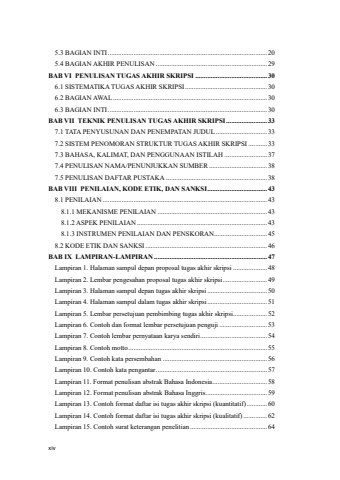 5.3 BAGIAN INTI ........ 20
5.4 BAGIAN AKHIR PENULISAN ........ 29
BAB VI PENULISAN TUGAS AKHIR SKRIPSI ........ 30
6.1 SISTEMATIKA TUGAS AKHIR SKRIPSI ........ 30
6.2 BAGIAN AWAL ........ 30
6.3 BAGIAN INTI ........ 30
BAB VII TEKNIK PENULISAN TUGAS AKHIR SKRIPSI ........ 33
7.1 TATA PENYUSUNAN DAN PENEMPATAN JUDUL ........ 33
7.2 SISTEM PENOMORAN STRUKTUR TUGAS AKHIR SKRIPSI ........ 33
7.3 BAHASA, KALIMAT, DAN PENGGUNAAN ISTILAH ........ 37
7.4 PENULISAN NAMA/PENUNJUKKAN SUMBER ........ 38
7.5 PENULISAN DAFTAR PUSTAKA ........ 38
BAB VIII PENILAIAN, KODE ETIK, DAN SANKSI ........ 43
8.1 PENILAIAN ........ 43
8.1.1 MEKANISME PENILAIAN ........ 43
8.1.2 ASPEK PENILAIAN ........ 43
8.1.3 INSTRUMEN PENILAIAN DAN PENSKORAN ........ 45
8.2 KODE ETIK DAN SANKSI ........ 46
BAB IX LAMPIRAN-LAMPIRAN ........ 47
Lampiran 1. Halaman sampul depan proposal tugas akhir skripsi ........ 48
Lampiran 2. Lembar pengesahan proposal tugas akhir skripsi ........ 49
Lampiran 3. Halaman sampul depan tugas akhir skripsi ........ 50
Lampiran 4. Halaman sampul dalam tugas akhir skripsi ........ 51
Lampiran 5. Lembar persetujuan pembimbing tugas akhir skripsi ........ 52
Lampiran 6. Contoh dan format lembar persetujuan penguji ........ 53
Lampiran 7. Contoh lembar pernyataan karya sendiri ........ 54
Lampiran 8. Contoh motto ........ 55
Lampiran 9. Contoh kata persembahan ........ 56
Lampiran 10. Contoh kata pengantar ........ 57
Lampiran 11. Format penulisan abstrak Bahasa Indonesia ........ 58
Lampiran 12. Format penulisan abstrak Bahasa Inggris ........ 59
Lampiran 13. Contoh format daftar isi tugas akhir skripsi (kuantitatif) ........ 60
Lampiran 14. Contoh format daftar isi tugas akhir skripsi (kualitatif) ........ 62
Lampiran 15. Contoh surat keterangan penelitian ........ 64
xiv